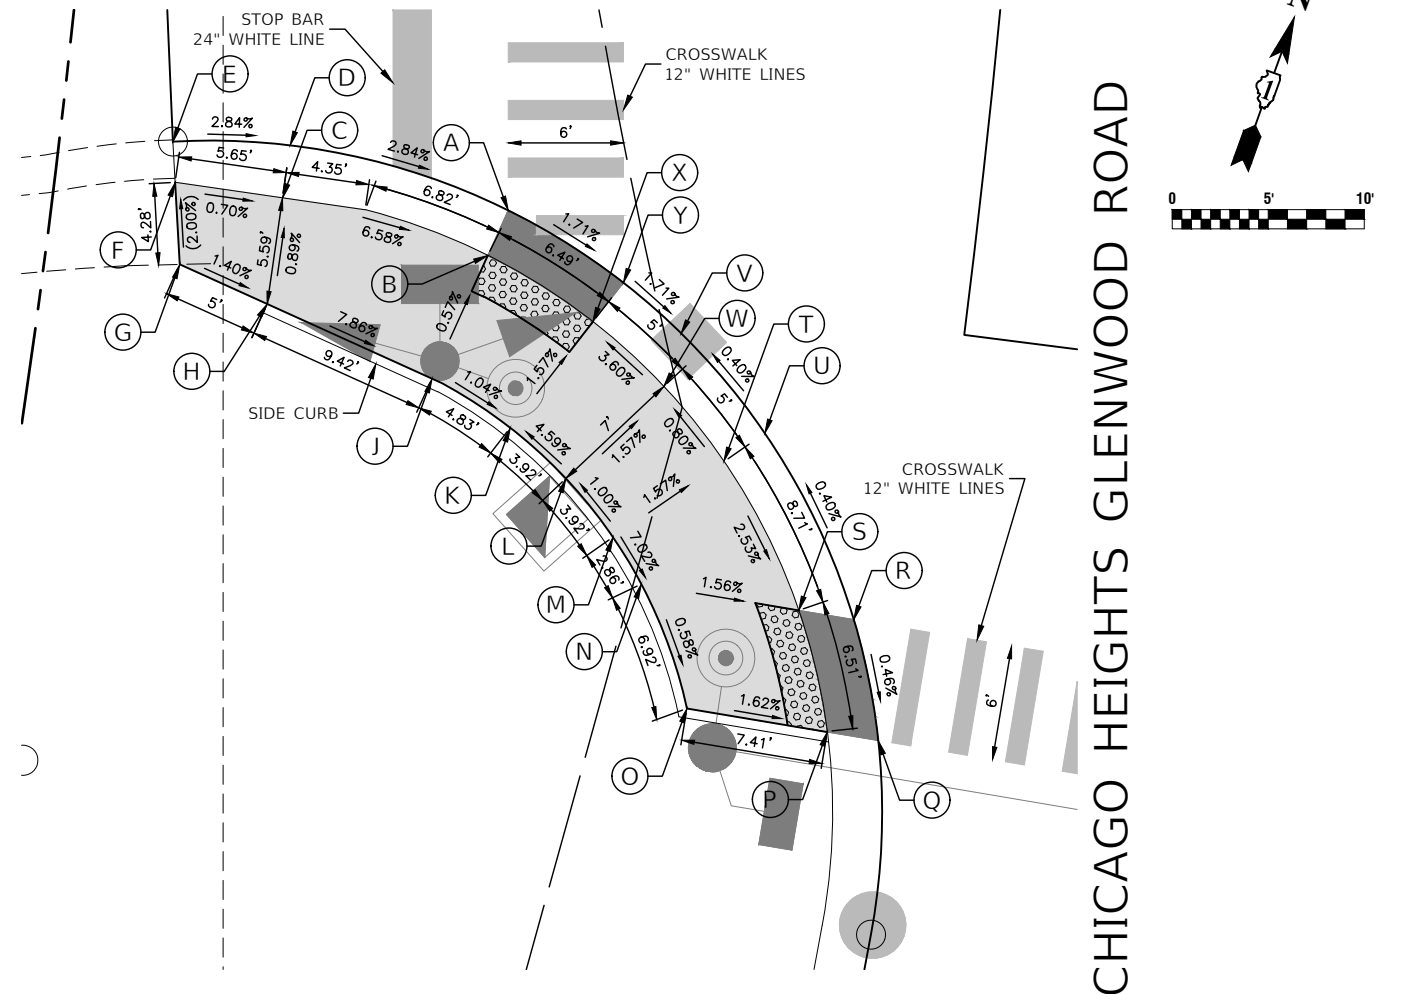 STOP BAR
24" WHITE LINE
CROSSWALK
12" WHITE LINES
N
1
0 5' 10'
E
D
C
A
X
Y
F
B
V
W
T
U
G
H
J
K
L
M
N
S
R
O
P
Q
2.84%
2.84%
5.65'
4.35'
6.82'
6'
1.71%
6.49'
1.71%
0.70%
6.58%
4.28'
(2.00%)
5.59'
0.89%
1.40%
5'
7.86%
9.42'
0.57%
1.57%
5'
3.60%
0.40%
SIDE CURB
1.04%
4.83'
4.59%
7'
1.57%
0.80%
5'
3.92'
1.00%
1.57%
3.92'
7.02%
2.86'
8.71'
0.40%
2.53%
CROSSWALK
12" WHITE LINES
1.56%
6.92'
0.58%
6.51'
0.46%
6'
1.62%
7.41'
CHICAGO HEIGHTS GLENWOOD ROAD